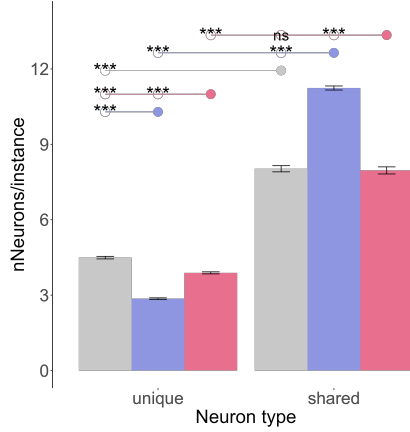 *** ns ***
*** ***
***
*** ***
***
12
9
6
3
0
nNeurons/instance
unique shared
Neuron type